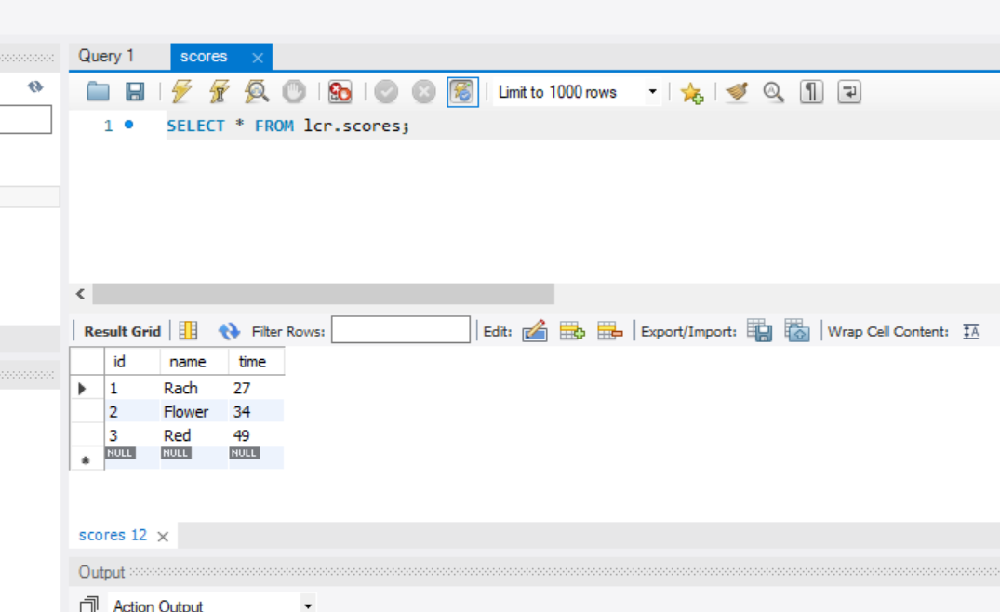 Query 1 scores
Limit to 1000 rows
1 SELECT * FROM lcr.scores;
Result Grid Filter Rows: Edit: Export/Import: Wrap Cell Content:
id name time
1 Rach 27
2 Flower 34
3 Red 49
NULL NULL NULL
scores 12
Output
Action Output